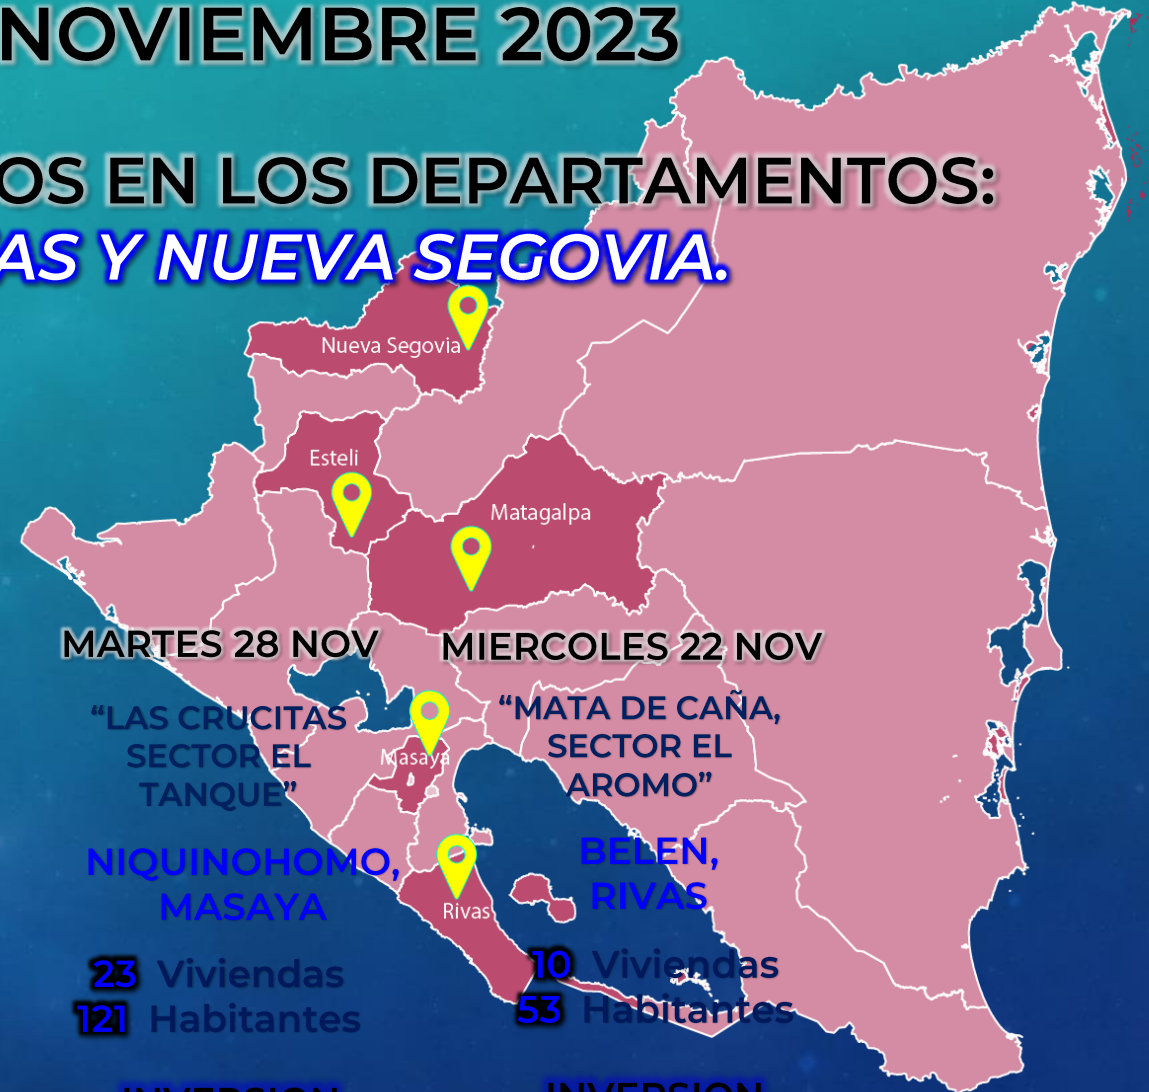 NOVIEMBRE 2023
OS EN LOS DEPARTAMENTOS:
AS Y NUEVA SEGOVIA.
Nueva Segovia
Esteli
Matagalpa
MARTES 28 NOV
“LAS CRUCITAS
SECTOR EL
TANQUE”
NIQUINOHOMO,
MASAYA
23 Viviendas
121 Habitantes
INVERSION
MIERCOLES 22 NOV
“MATA DE CAÑA,
SECTOR EL
AROMO”
BELEN,
RIVAS
10 Viviendas
53 Habitantes
INVERSION
Masaya
Rivas